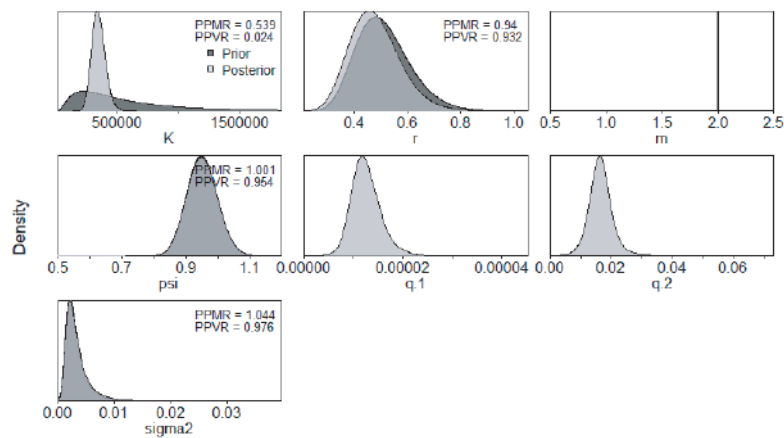 PPMR = 0.539
PPVR = 0.024
Prior
Posterior
500000 1500000
K
PPMR = 0.94
PPVR = 0.932
0.4 0.6 0.8 1.0
r
0.5 1.0 1.5 2.0 2.5
m
Density
PPMR = 1.001
PPVR = 0.954
0.5 0.7 0.9 1.1
psi
0.00000 0.00002 0.00004
q.1
0.00 0.02 0.04 0.06
q.2
PPMR = 1.044
PPVR = 0.976
0.00 0.01 0.02 0.03
sigma2